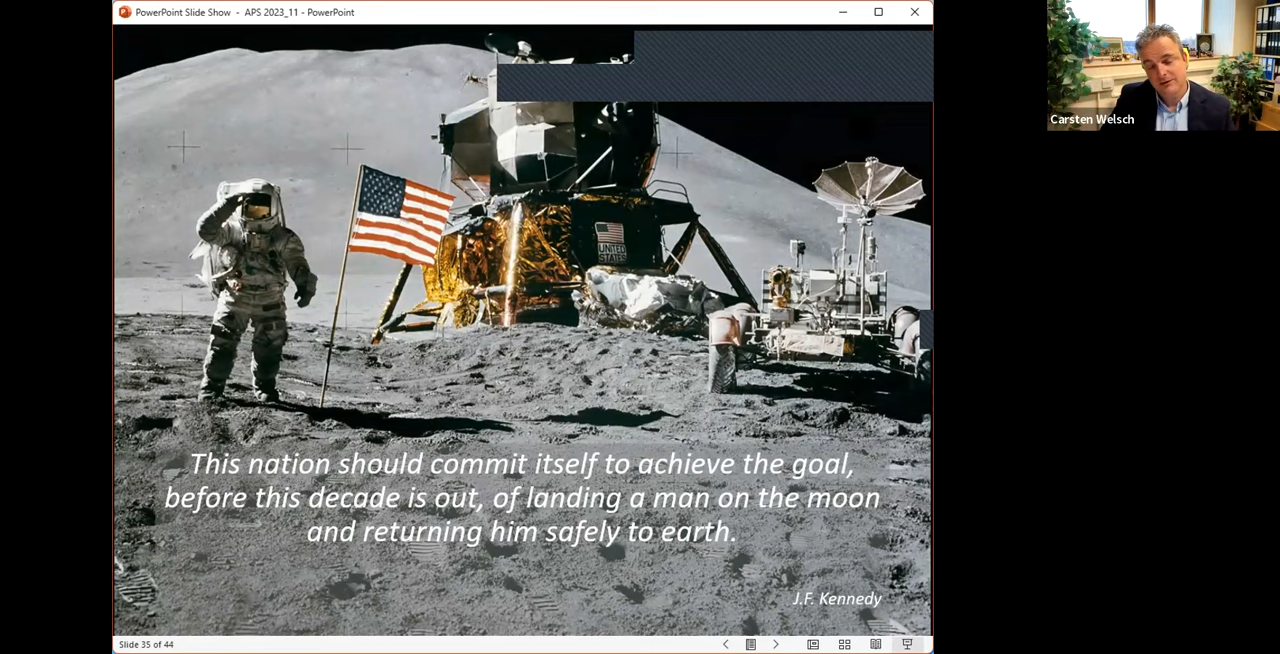 PowerPoint Slide Show - APS 2023_11 - PowerPoint
Carsten Welsch
UNITED
STATES
This nation should commit itself to achieve the goal,
before this decade is out, of landing a man on the moon
and returning him safely to earth.
J.F. Kennedy
Slide 35 of 44